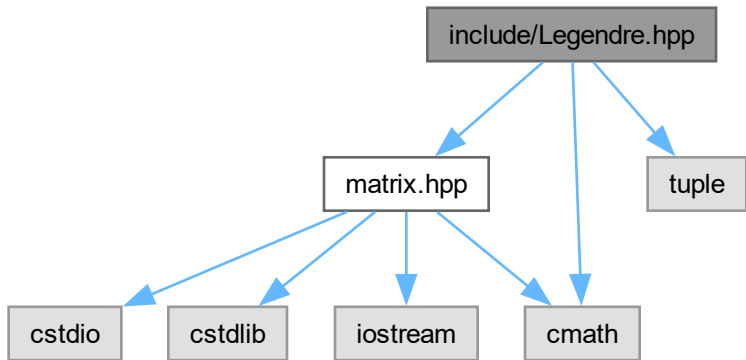 include/Legendre.hpp
matrix.hpp
tuple
cstdio
cstdlib
iostream
cmath